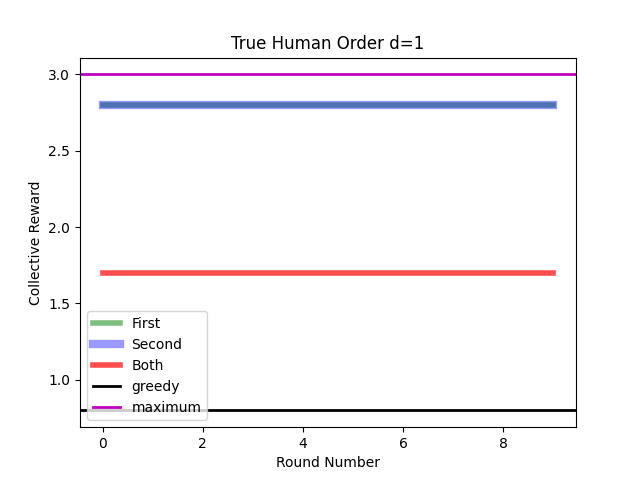 True Human Order d=1
3.0
2.5
2.0
1.5
1.0
Collective Reward
First
Second
Both
greedy
maximum
0 2 4 6 8
Round Number